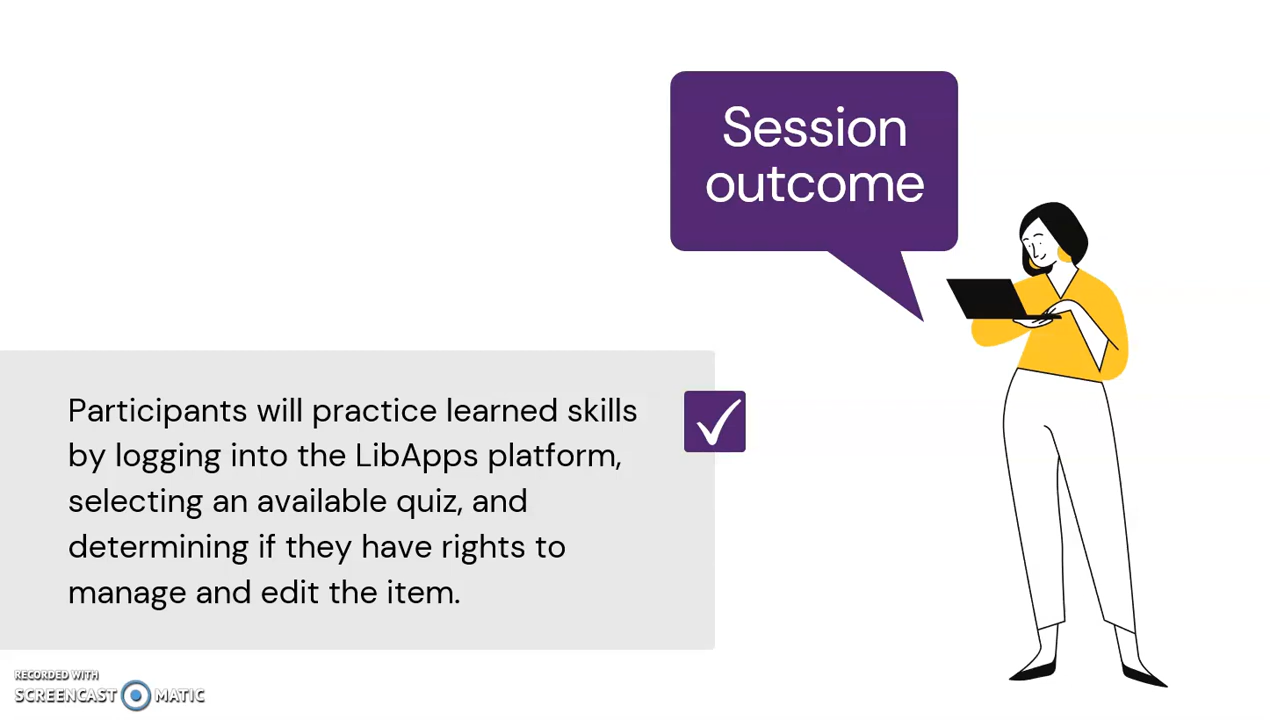 Session
outcome
Participants will practice learned skills
by logging into the LibApps platform,
selecting an available quiz, and
determining if they have rights to
manage and edit the item.
RECORDED WITH
SCREENCAST MATIC